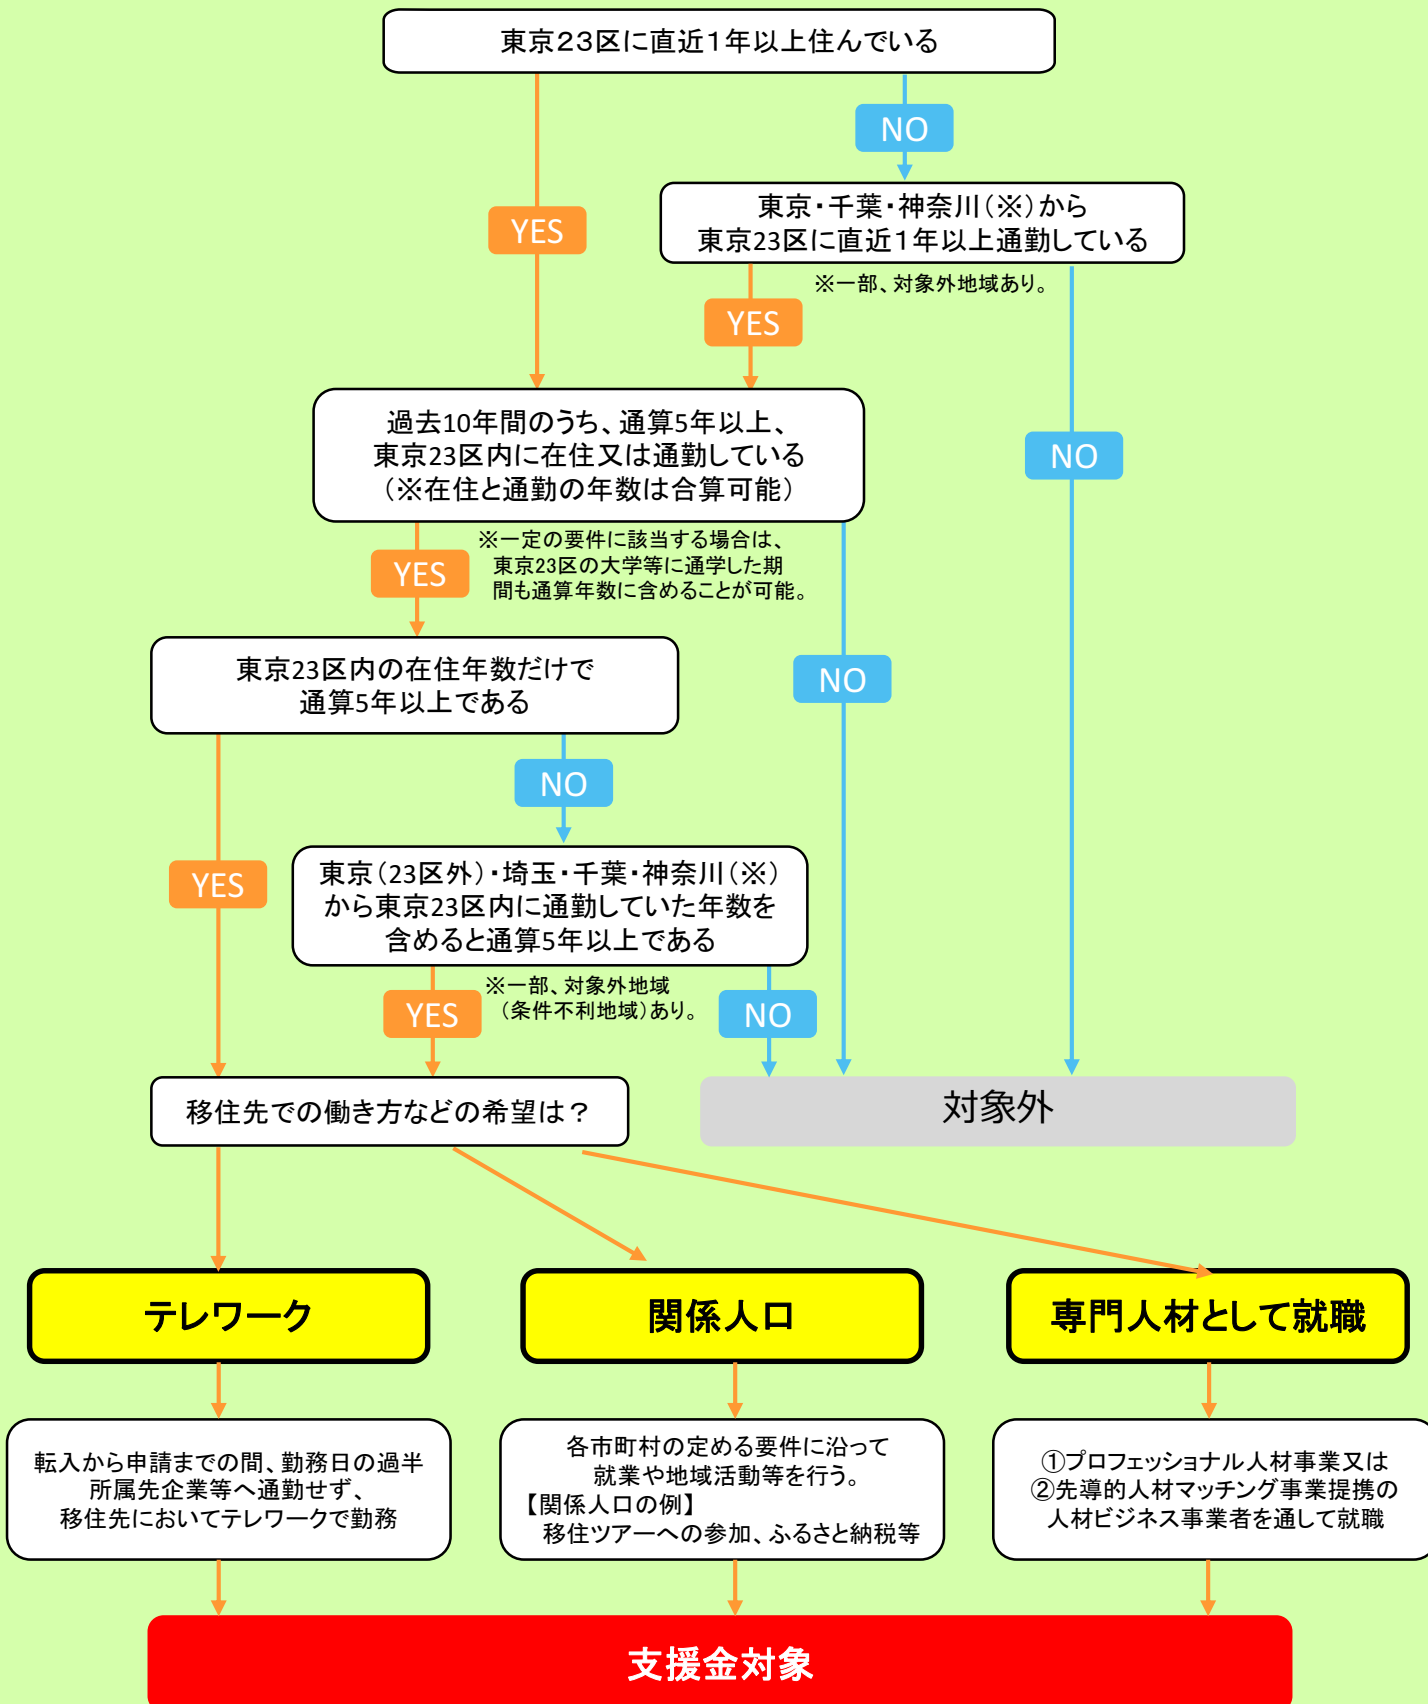 東京23区に直近1年以上住んでいる
NO
YES
東京・千葉・神奈川(※)から
東京23区に直近1年以上通勤している
※一部、対象外地域あり。
YES
NO
過去10年間のうち、通算5年以上、
東京23区内に在住又は通勤している
(※在住と通勤の年数は合算可能)
※一定の要件に該当する場合は、
東京23区の大学等に通学した期
間も通算年数に含めることが可能。
YES
NO
東京23区内の在住年数だけで
通算5年以上である
NO
YES
東京(23区外)・埼玉・千葉・神奈川(※)
から東京23区内に通勤していた年数を
含めると通算5年以上である
※一部、対象外地域
(条件不利地域)あり。
YES
NO
移住先での働き方などの希望は?
対象外
テレワーク
関係人口
専門人材として就職
転入から申請までの間、勤務日の過半
所属先企業等へ通勤せず、
移住先においてテレワークで勤務
各市町村の定める要件に沿って
就業や地域活動等を行う。
【関係人口の例】
移住ツアーへの参加、ふるさと納税等
①プロフェッショナル人材事業又は
②先導的人材マッチング事業提携の
人材ビジネス事業者を通して就職
支援金対象